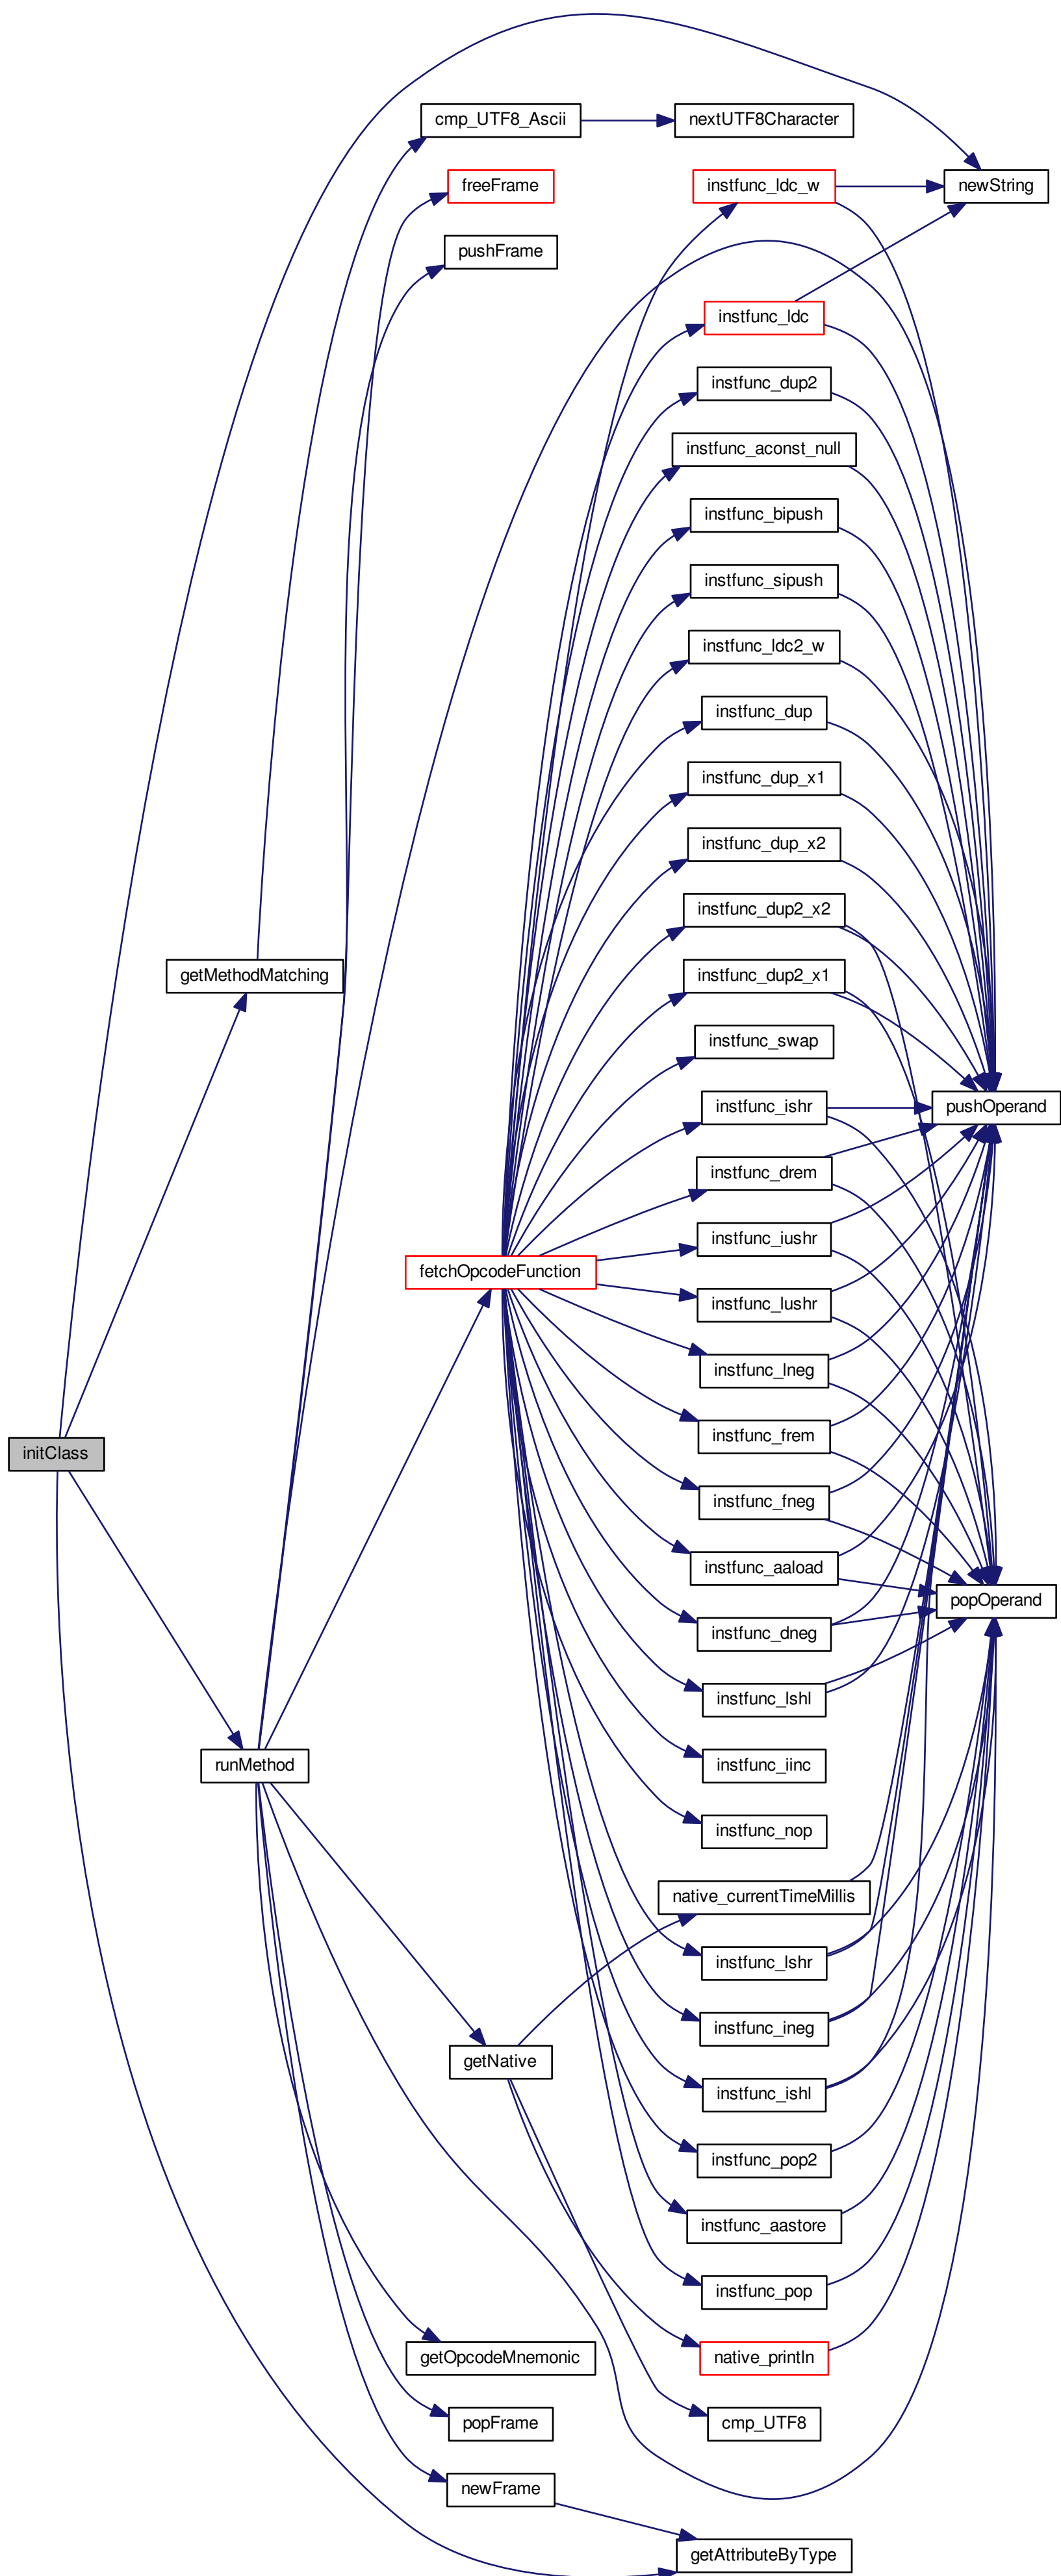 cmp_UTF8_Ascii
nextUTF8Character
freeFrame
instfunc_ldc_w
newString
pushFrame
instfunc_ldc
instfunc_dup2
instfunc_aconst_null
instfunc_bipush
instfunc_sipush
instfunc_ldc2_w
instfunc_dup
instfunc_dup_x1
instfunc_dup_x2
instfunc_dup2_x2
getMethodMatching
instfunc_dup2_x1
instfunc_swap
instfunc_ishr
pushOperand
instfunc_drem
instfunc_iushr
fetchOpcodeFunction
instfunc_lushr
instfunc_lneg
instfunc_frem
initClass
instfunc_fneg
instfunc_aaload
popOperand
instfunc_dneg
instfunc_lshl
runMethod
instfunc_iinc
instfunc_nop
native_currentTimeMillis
instfunc_lshr
instfunc_ineg
getNative
instfunc_ishl
instfunc_pop2
instfunc_aastore
instfunc_pop
getOpcodeMnemonic
native_println
popFrame
cmp_UTF8
newFrame
getAttributeByType